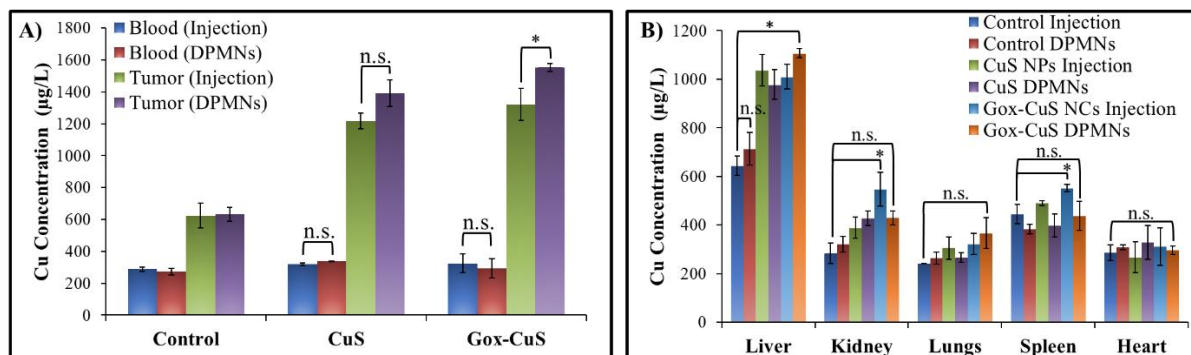 A)
Blood (Injection)
Blood (DPMNs)
Tumor (Injection)
Tumor (DPMNs)
Cu Concentration (µg/L)
1800
1600
1400
1200
1000
800
600
400
200
0
n.s.
n.s.
n.s.
*
Control
CuS
Gox-CuS
B)
Control Injection
Control DPMNs
CuS NPs Injection
CuS DPMNs
Gox-CuS NCs Injection
Gox-CuS DPMNs
Cu Concentration (µg/L)
1200
1000
800
600
400
200
0
*
n.s.
n.s.
*
n.s.
n.s.
*
n.s.
Liver
Kidney
Lungs
Spleen
Heart